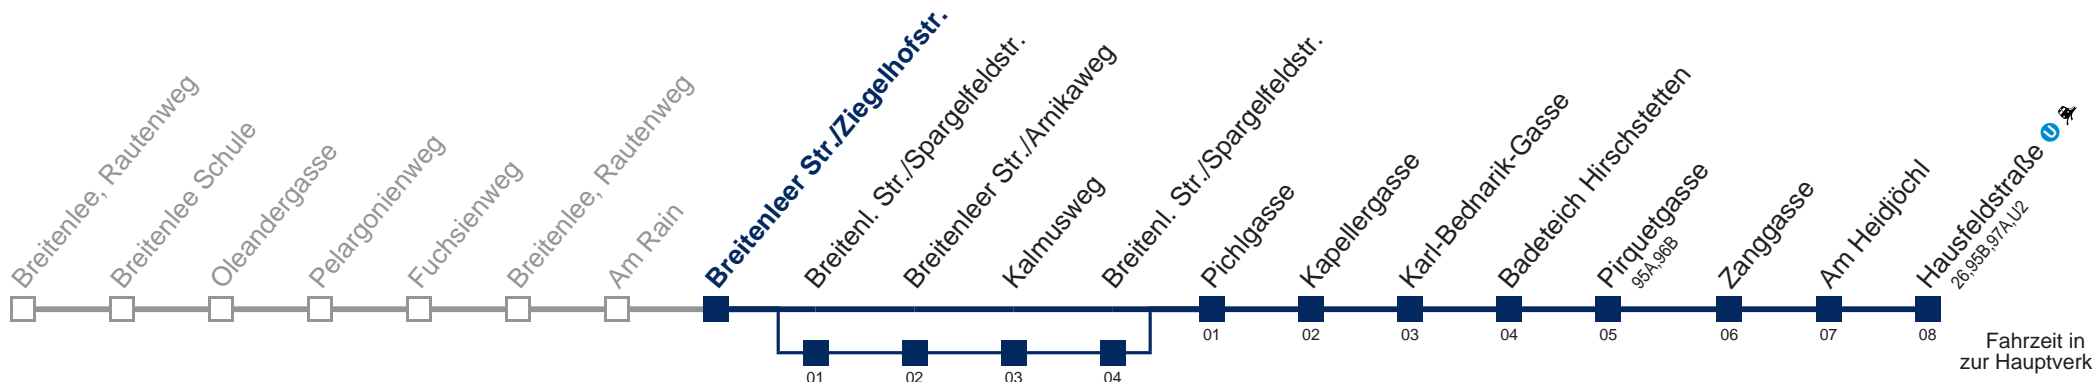 Breitenlee, Rautenweg
Breitenlee Schule
Oleandergasse
Pelargonienweg
Fuchsienweg
Breitenlee, Rautenweg
Am Rain
Breitenleer Str./Ziegelhofstr.
Breitenl. Str./Spargelfeldstr.
Breitenleer Str./Arnikaweg
Kalmusweg
Breitenl. Str./Spargelfeldstr.
Pichlgasse
Kapellergasse
Karl-Bednarik-Gasse
Badeteich Hirschstetten
Pirquetgasse
95A,96B
Zanggasse
Am Heidjöchl
Hausfeldstraße U
26,95B,97A,U2
01
02
03
04
05
06
07
08
01
02
03
04
Fahrzeit in
zur Hauptverk